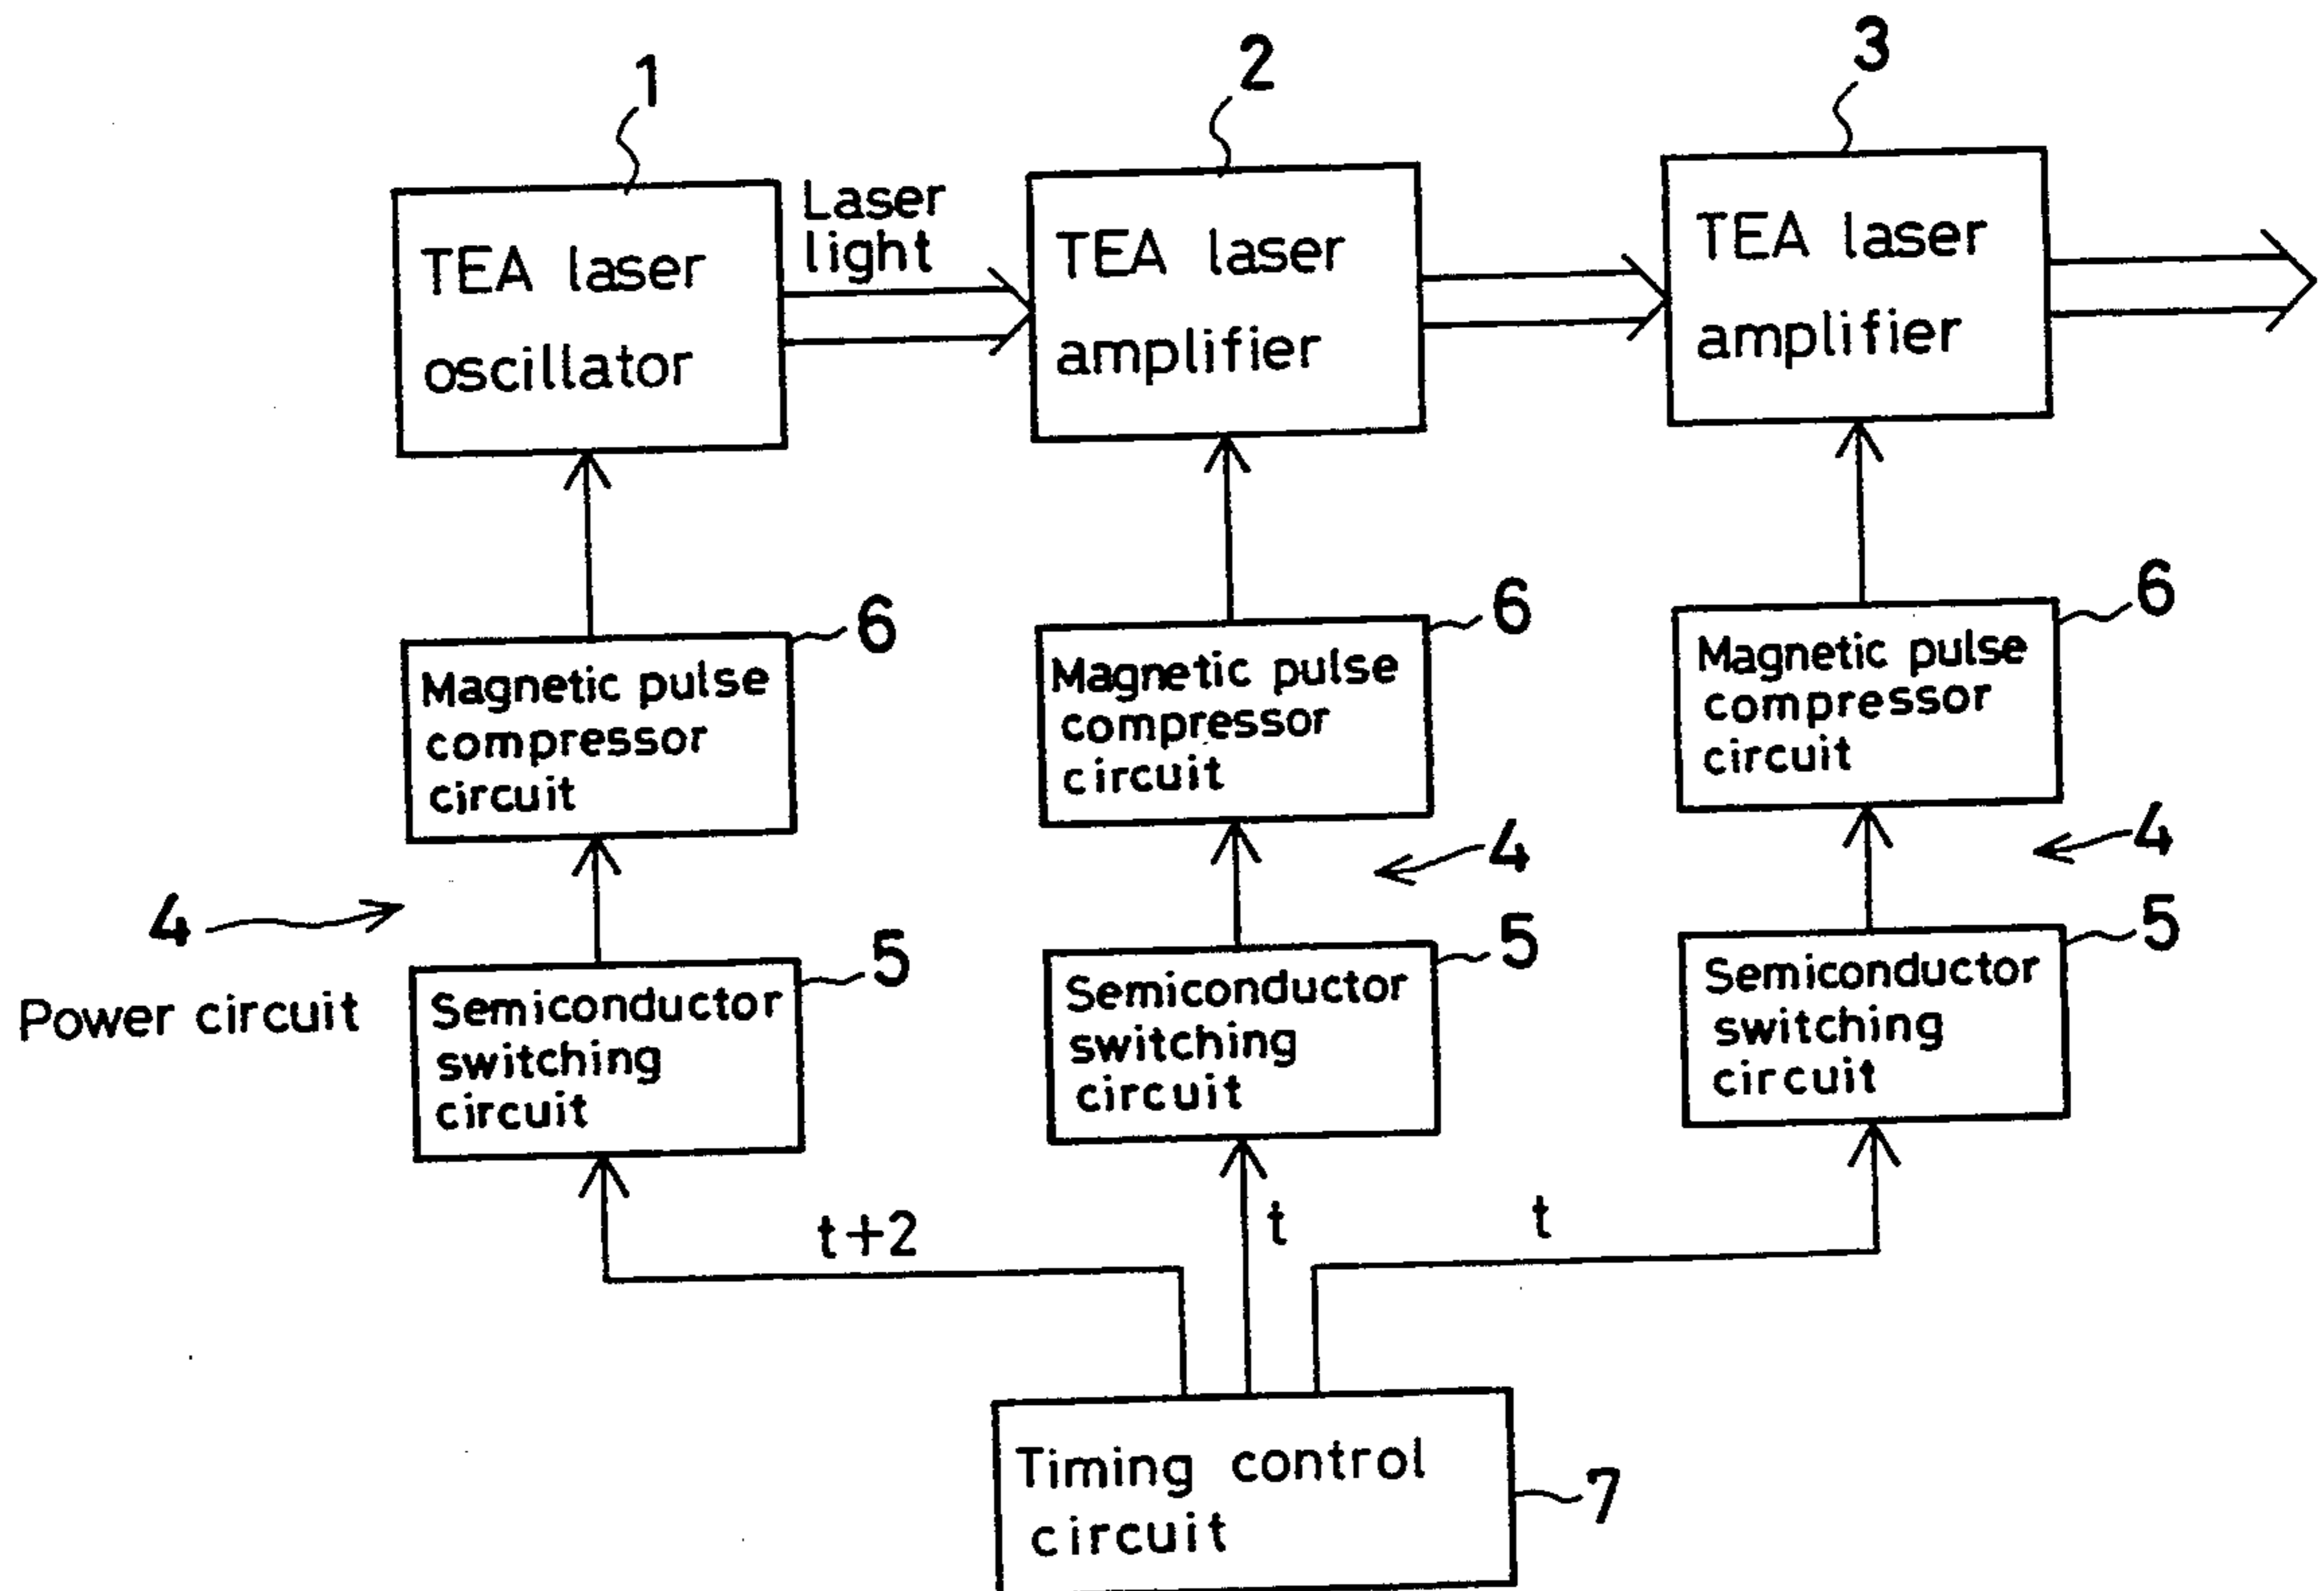 1
2
3
Laser
light
TEA laser
oscillator
TEA laser
amplifier
TEA laser
amplifier
6
6
6
Magnetic pulse
compressor
circuit
Magnetic pulse
compressor
circuit
Magnetic pulse
compressor
circuit
4
4
4
Power circuit
5
5
5
Semiconductor
switching
circuit
Semiconductor
switching
circuit
Semiconductor
switching
circuit
t+2
t
t
Timing control
circuit
7